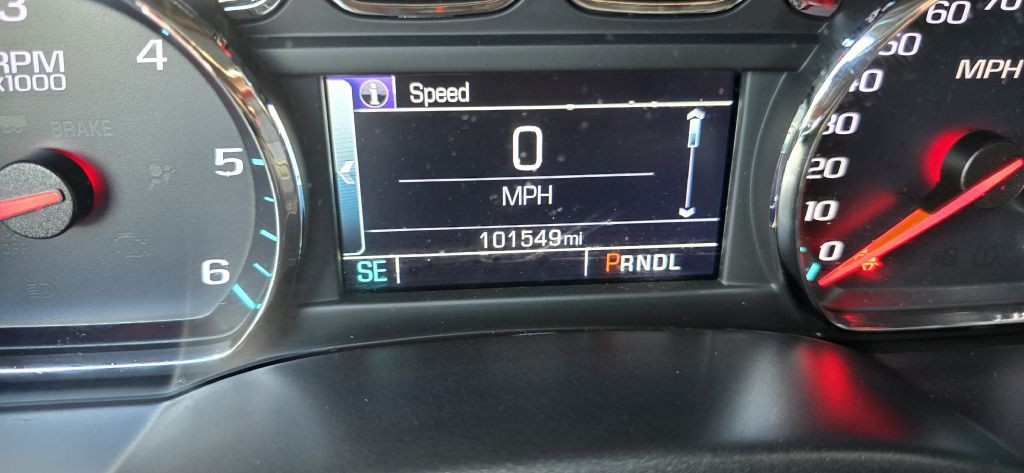 3
4
RPM
x1000
BRAKE
5
6
Speed
0
MPH
101549mi
SE
PRNDL
70
60
50
40
30
20
10
0
MPH